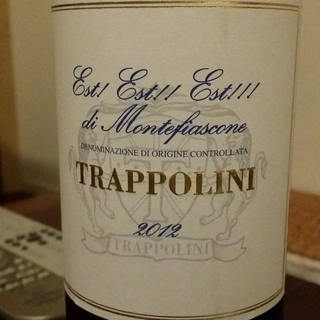 Est! Est!! Est!!!
di Montefiascone
DENOMINAZIONE DI ORIGINE CONTROLLATA
TRAPPOLINI
T
2012
TRAPPOLINI